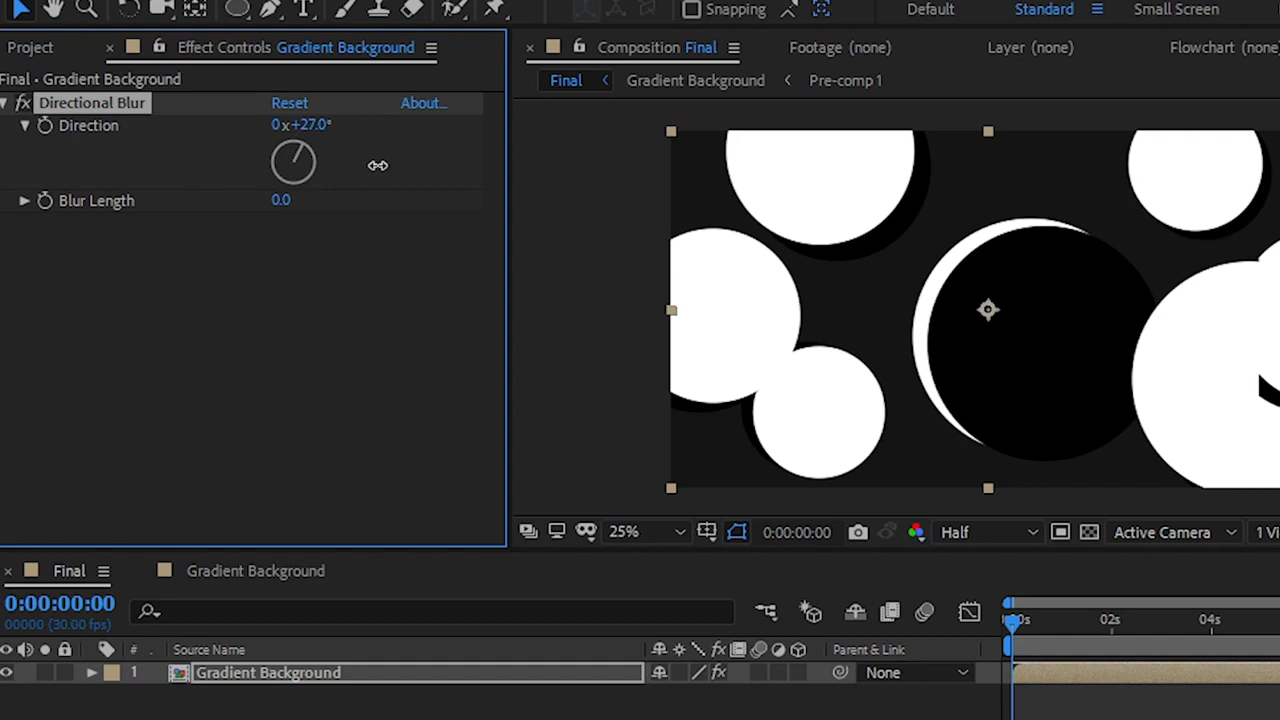 Snapping Default Standard Small Screen
Project Effect Controls Gradient Background
Composition Final Footage (none) Layer (none) Flowchart (none)
Final • Gradient Background
Final Gradient Background Pre-comp 1
fx Directional Blur Reset About...
Direction 0x+27.0°
Blur Length 0.0
25% 0:00:00:00 Half Active Camera
Final Gradient Background
0:00:00:00
00000 (30.00 fps)
02s 04s
# Source Name fx Parent & Link
1 Gradient Background fx None